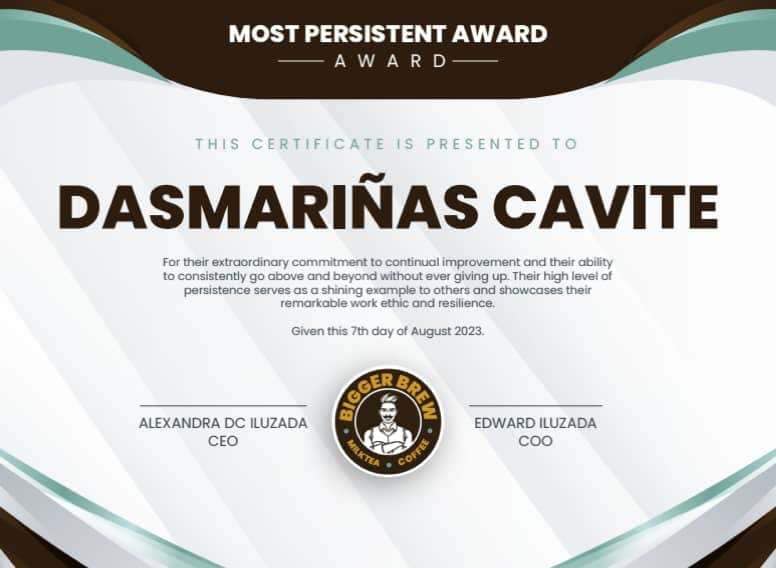 MOST PERSISTENT AWARD
AWARD
THIS CERTIFICATE IS PRESENTED TO
DASMARIÑAS CAVITE
For their extraordinary commitment to continual improvement and their ability
to consistently go above and beyond without ever giving up. Their high level of
persistence serves as a shining example to others and showcases their
remarkable work ethic and resilience.
Given this 7th day of August 2023.
BIGGER BREW
MILKTEA COFFEE
ALEXANDRA DC ILUZADA
CEO
EDWARD ILUZADA
COO